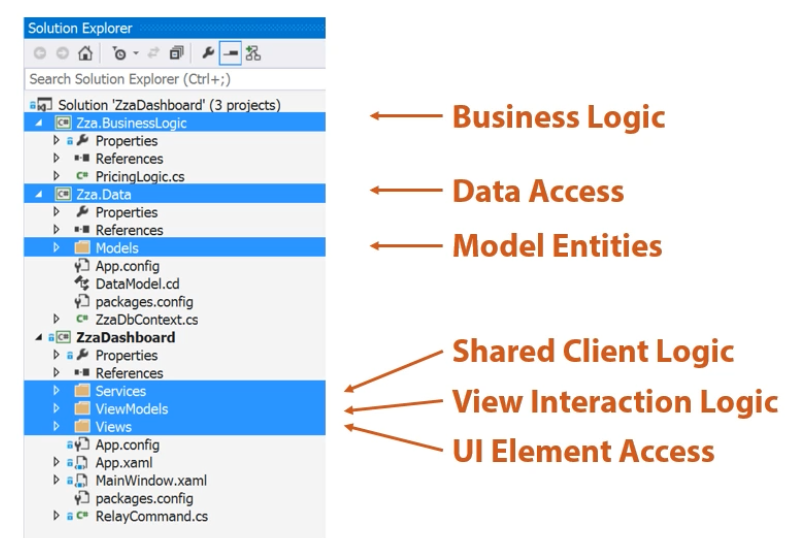 Solution Explorer
Search Solution Explorer (Ctrl+;)
Solution 'ZzaDashboard' (3 projects)
Zza.BusinessLogic
Business Logic
Properties
References
PricingLogic.cs
Zza.Data
Data Access
Properties
References
Models
Model Entities
App.config
DataModel.cd
packages.config
ZzaDbContext.cs
ZzaDashboard
Properties
Shared Client Logic
References
Services
ViewModels
View Interaction Logic
Views
UI Element Access
App.config
App.xaml
MainWindow.xaml
packages.config
RelayCommand.cs